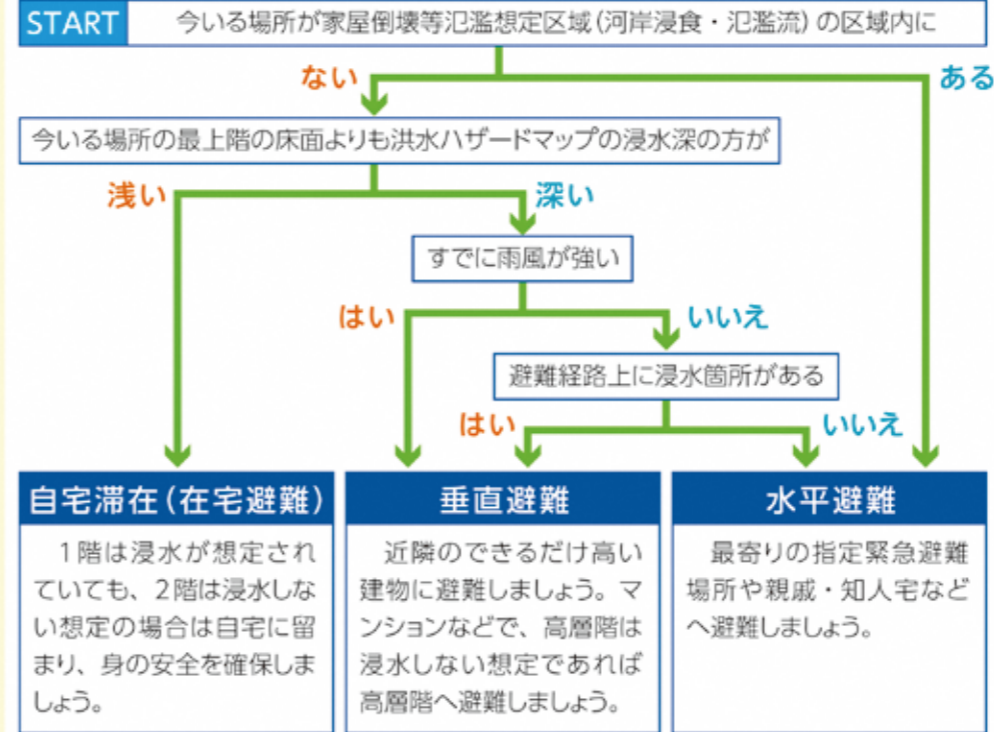 START 今いる場所が家屋倒壊等氾濫想定区域(河岸浸食・氾濫流)の区域内に
ない
ある
今いる場所の最上階の床面よりも洪水ハザードマップの浸水深の方が
浅い
深い
すでに雨風が強い
はい
いいえ
避難経路上に浸水箇所がある
はい
いいえ
自宅滞在(在宅避難)
1階は浸水が想定され
ていても、2階は浸水しな
い想定の場合は自宅に留
まり、身の安全を確保しま
しょう。
垂直避難
近隣のできるだけ高い
建物に避難しましょう。マ
ンションなどで、高層階は
浸水しない想定であれば
高層階へ避難しましょう。
水平避難
最寄りの指定緊急避難
場所や親戚・知人宅など
へ避難しましょう。